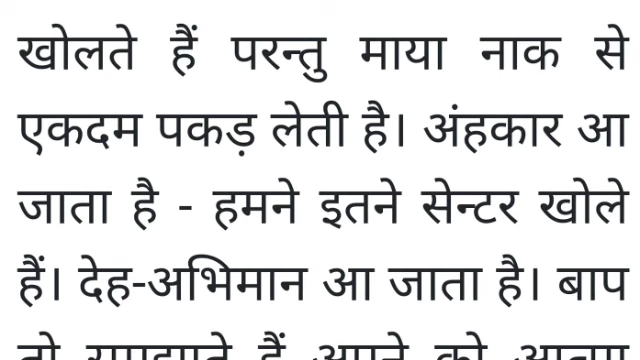 खोलते हैं परन्तु माया नाक से
एकदम पकड़ लेती है। अंहकार आ
जाता है - हमने इतने सेन्टर खोले
हैं। देह-अभिमान आ जाता है। बाप